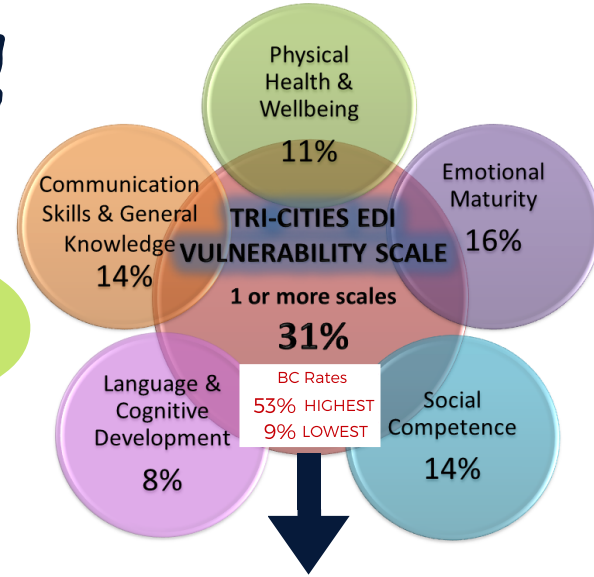 Physical
Health &
Wellbeing
11%
Communication
Skills & General
Knowledge
14%
Emotional
Maturity
16%
TRI-CITIES EDI
VULNERABILITY SCALE
1 or more scales
31%
BC Rates
53% HIGHEST
9% LOWEST
Language &
Cognitive
Development
8%
Social
Competence
14%